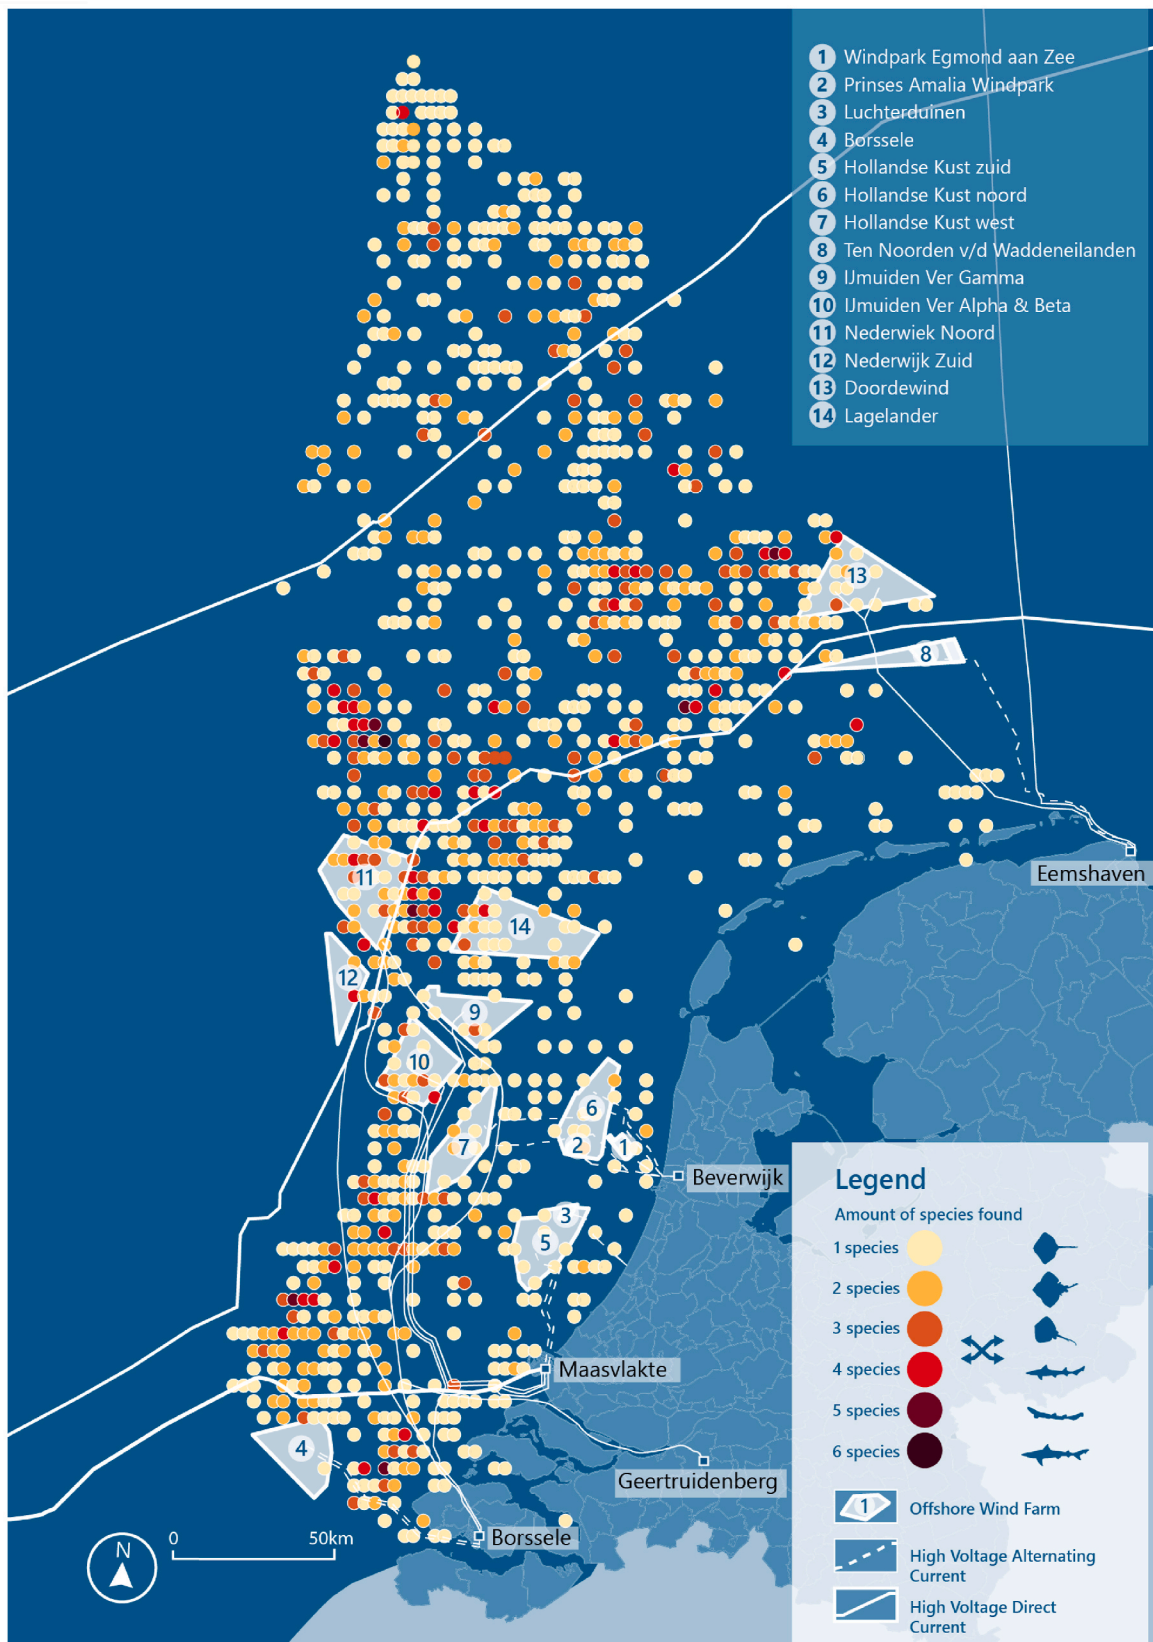 1 Windpark Egmond aan Zee
2 Prinses Amalia Windpark
3 Luchterduinen
4 Borssele
5 Hollandse Kust zuid
6 Hollandse Kust noord
7 Hollandse Kust west
8 Ten Noorden v/d Waddeneilanden
9 IJmuiden Ver Gamma
10 IJmuiden Ver Alpha & Beta
11 Nederwiek Noord
12 Nederwijk Zuid
13 Doordewind
14 Lagelander
13
8
Eemshaven
11
14
12
9
10
6
7
2
1
Beverwijk
3
5
Maasvlakte
4
Geertruidenberg
Borssele
N
0
50km
Legend
Amount of species found
1 species
2 species
3 species
4 species
5 species
6 species
1
Offshore Wind Farm
High Voltage Alternating
Current
High Voltage Direct
Current